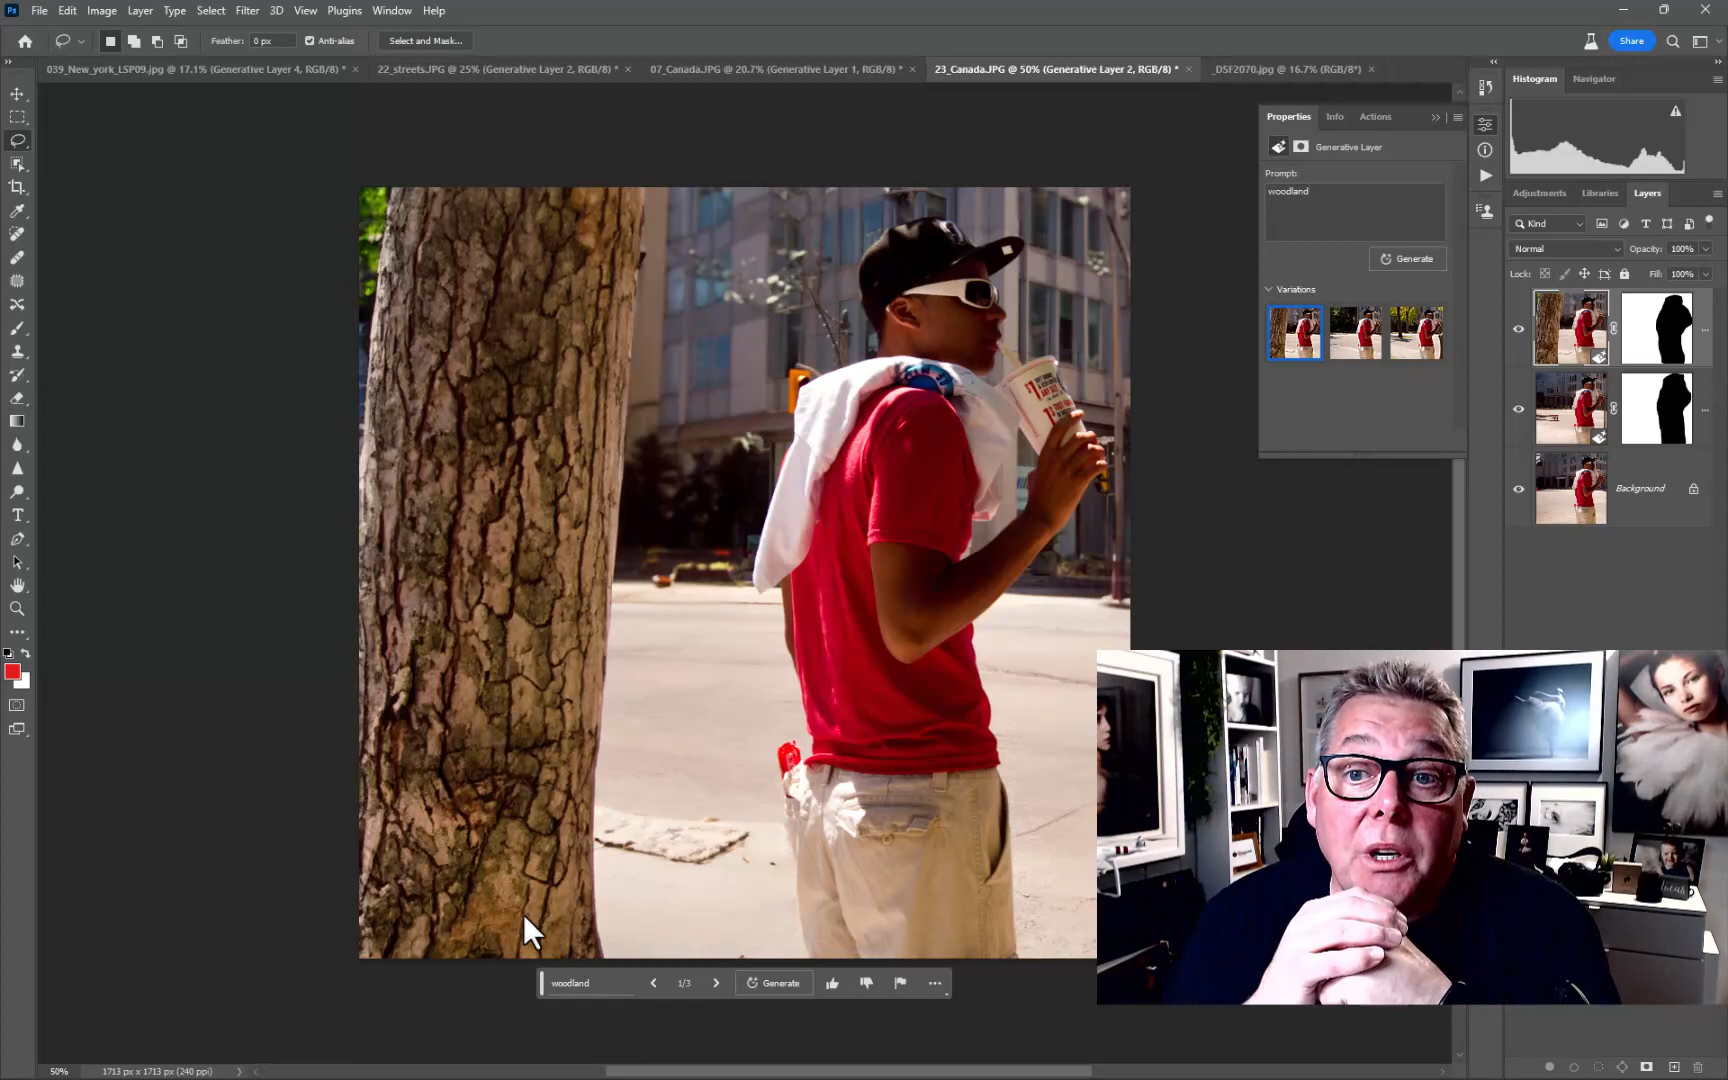 Ps File Edit Image Layer Type Select Filter 3D View Plugins Window Help
Feather: 0 px Anti-alias Select and Mask... Share
039_New_york_LSP09.jpg @ 17.1% (Generative Layer 4, RGB/8) * × 22_streets.JPG @ 25% (Generative Layer 2, RGB/8) * × 07_Canada.JPG @ 20.7% (Generative Layer 1, RGB/8) * × 23_Canada.JPG @ 50% (Generative Layer 2, RGB/8) * × _DSF2070.jpg @ 16.7% (RGB/8*) ×
Histogram Navigator
Properties Info Actions
Generative Layer
Prompt:
woodland
Generate
Variations
Adjustments Libraries Layers
Kind
Normal Opacity: 100%
Lock: Fill: 100%
Background
woodland 1/3 Generate
50% 1713 px x 1713 px (240 ppi)